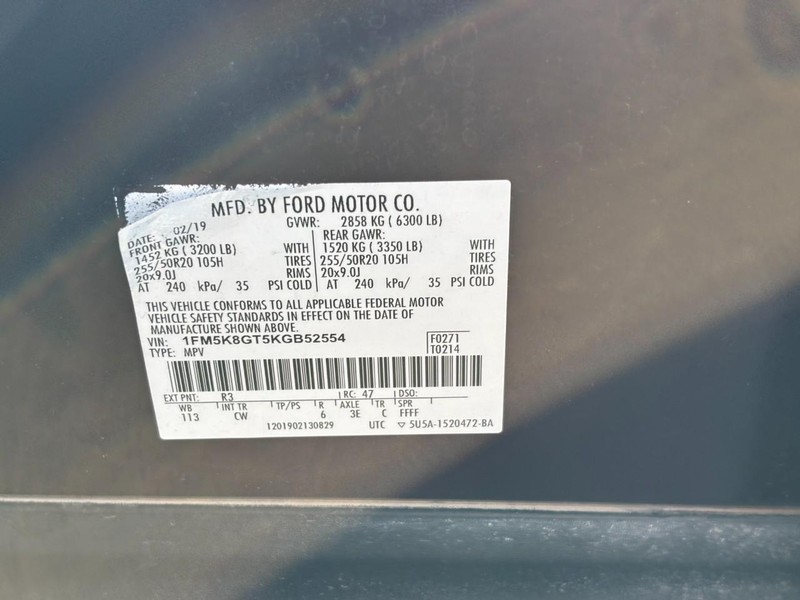 MFD. BY FORD MOTOR CO.
DATE: 02/19 GVWR: 2858 KG ( 6300 LB)
FRONT GAWR: REAR GAWR:
1452 KG ( 3200 LB) WITH 1520 KG ( 3350 LB) WITH
255/50R20 105H TIRES 255/50R20 105H TIRES
20x9.0J RIMS 20x9.0J RIMS
AT 240 kPa/ 35 PSI COLD AT 240 kPa/ 35 PSI COLD
THIS VEHICLE CONFORMS TO ALL APPLICABLE FEDERAL MOTOR
VEHICLE SAFETY STANDARDS IN EFFECT ON THE DATE OF
MANUFACTURE SHOWN ABOVE.
VIN: 1FM5K8GT5KGB52554 F0271
TYPE: MPV T0214
EXT PNT: R3 RC: 47 DSO:
WB INT TR TP/PS R AXLE TR SPR
113 CW 6 3E C FFFF
1201902130829 UTC ▽ 5U5A-1520472-BA